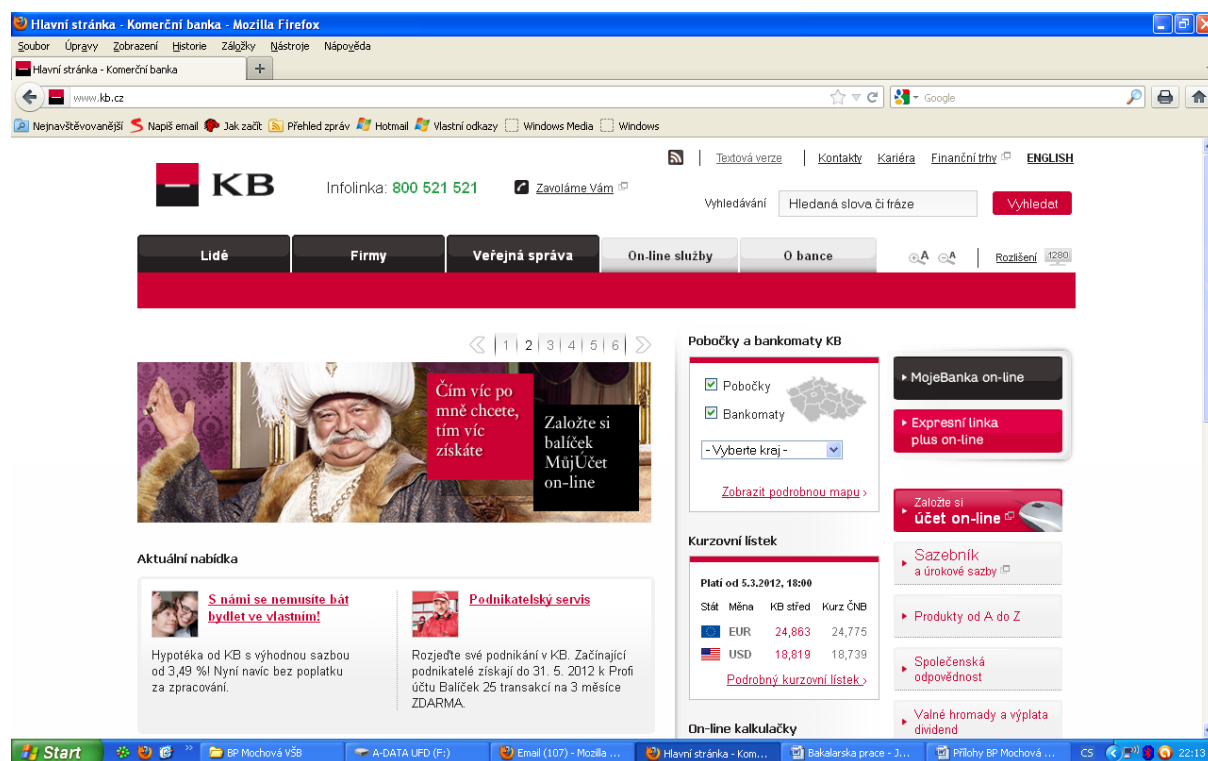 Hlavní stránka - Komerční banka - Mozilla Firefox
Soubor Úpravy Zobrazení Historie Záložky Nástroje Nápověda
Hlavní stránka - Komerční banka +
www.kb.cz
Google
Nejnavštěvovanější Napiš email Jak začít Přehled zpráv Hotmail Vlastní odkazy Windows Media Windows
Textová verze Kontakty Kariéra Finanční trhy ENGLISH
KB
Infolinka: 800 521 521
Zavoláme Vám
Vyhledávání Hledaná slova či fráze Vyhledat
Lidé Firmy Veřejná správa On-line služby O bance
A A Rozlišení 1280
1 2 3 4 5 6
Čím víc po
mně chcete,
tím víc
získáte
Založte si
balíček
MůjÚčet
on-line
Aktuální nabídka
S námi se nemusíte bát
bydlet ve vlastním!
Hypotéka od KB s výhodnou sazbou
od 3,49 %! Nyní navíc bez poplatku
za zpracování.
Podnikatelský servis
Rozjeďte své podnikání v KB. Začínající
podnikatelé získají do 31. 5. 2012 k Profi
účtu Balíček 25 transakcí na 3 měsíce
ZDARMA.
Pobočky a bankomaty KB
Pobočky
Bankomaty
- Vyberte kraj -
Zobrazit podrobnou mapu ›
Kurzovní lístek
Platí od 5.3.2012, 18:00
Stát Měna KB střed Kurz ČNB
EUR 24,863 24,775
USD 18,819 18,739
Podrobný kurzovní lístek ›
On-line kalkulačky
MojeBanka on-line
Expresní linka
plus on-line
Založte si
účet on-line
Sazebník
a úrokové sazby
Produkty od A do Z
Společenská
odpovědnost
Valné hromady a výplata
dividend
Start » BP Mochová VŠB A-DATA UFD (F:) Email (107) - Mozilla ... Hlavní stránka - Kom... Bakalarska prace - J... Přílohy BP Mochová ... CS 22:13